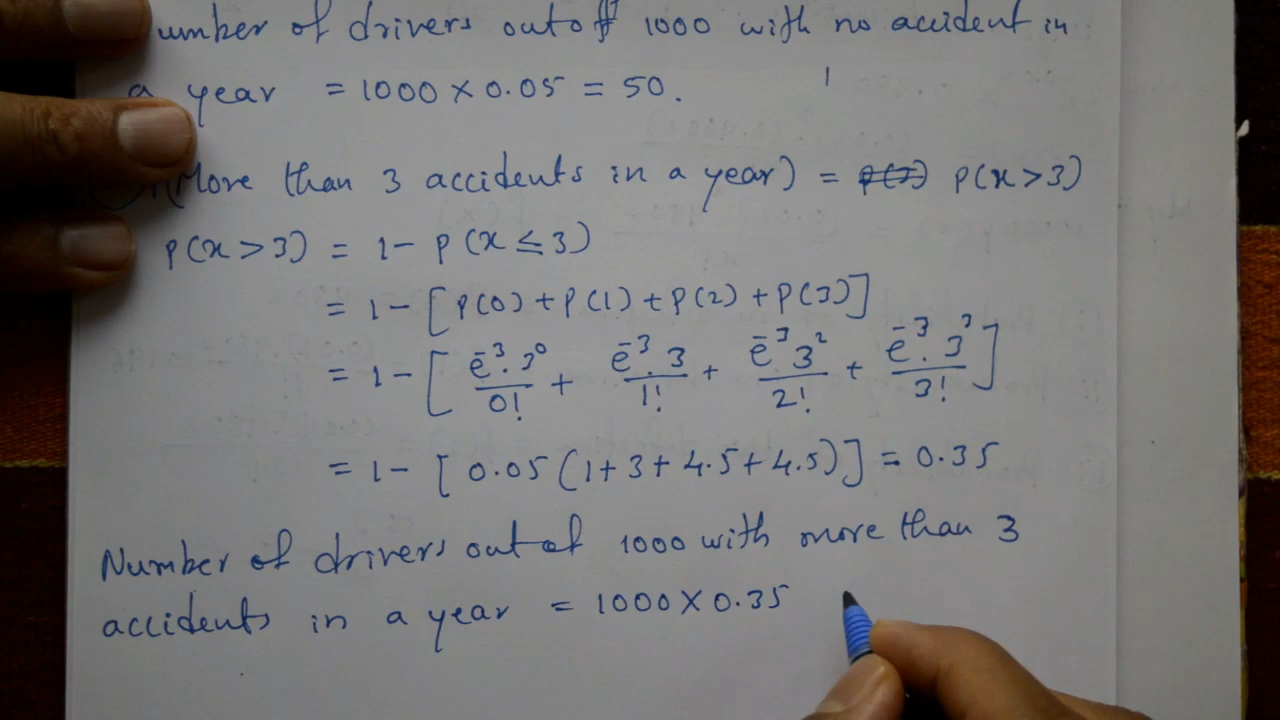 umber of drivers out off 1000 with no accident in
a year = 1000 × 0.05 = 50.
(More than 3 accidents in a year) = P(x>3)
P(x>3) = 1 - P(x≤3)
= 1 - [P(0) + P(1) + P(2) + P(3)]
= 1 - [e⁻³.3⁰/0! + e⁻³.3/1! + e⁻³3²/2! + e⁻³.3³/3!]
= 1 - [0.05(1+3+4.5+4.5)] = 0.35
Number of drivers out of 1000 with more than 3
accidents in a year = 1000 × 0.35